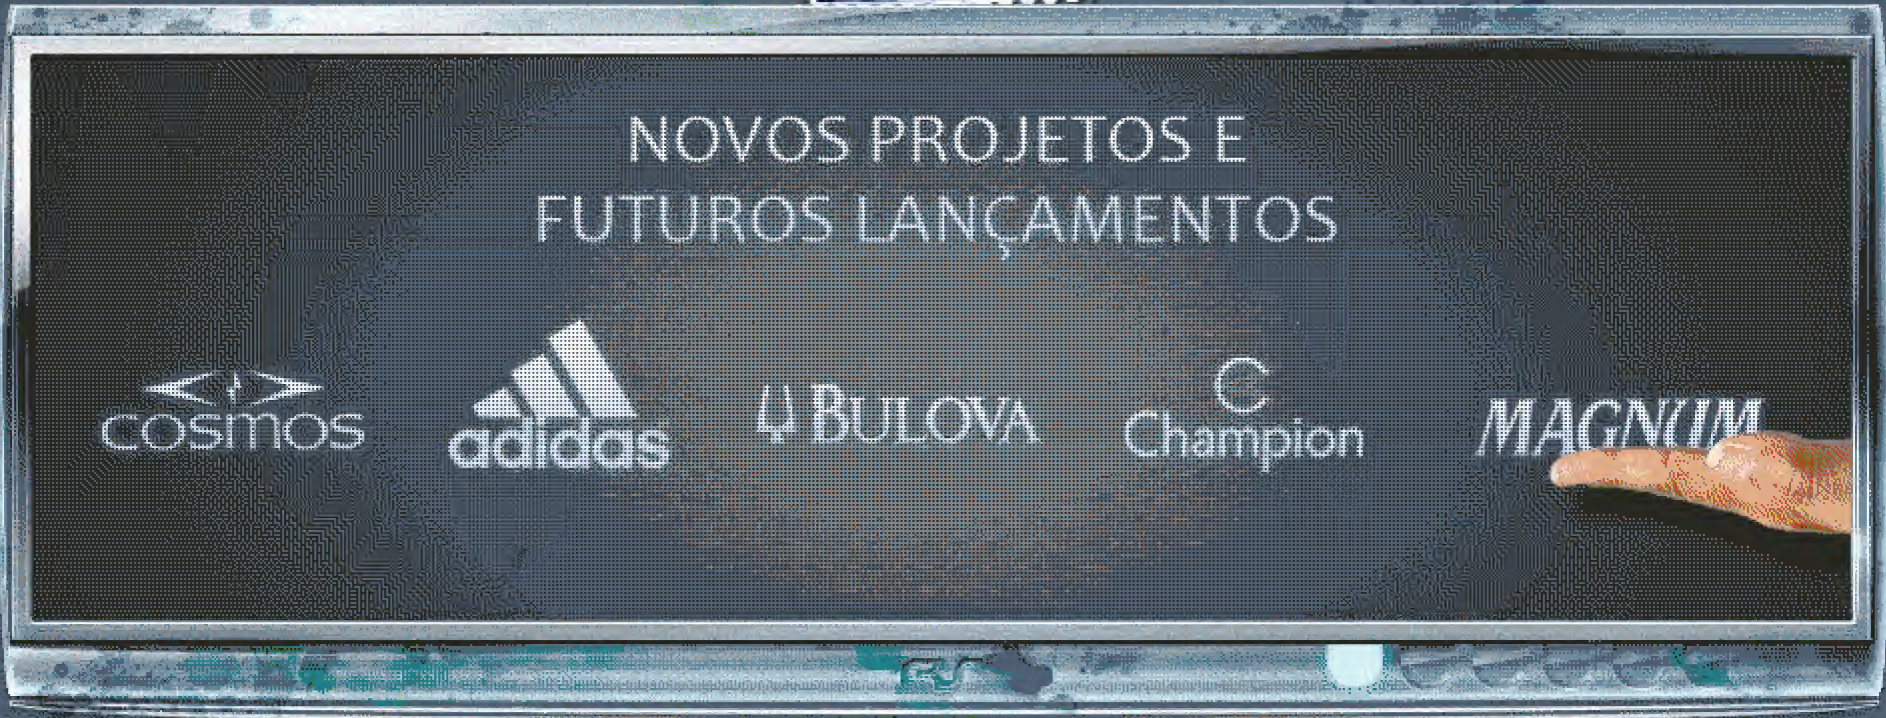 NOVOS PROJETOS E
FUTUROS LANÇAMENTOS
cosmos adidas BULOVA Champion MAGNUM